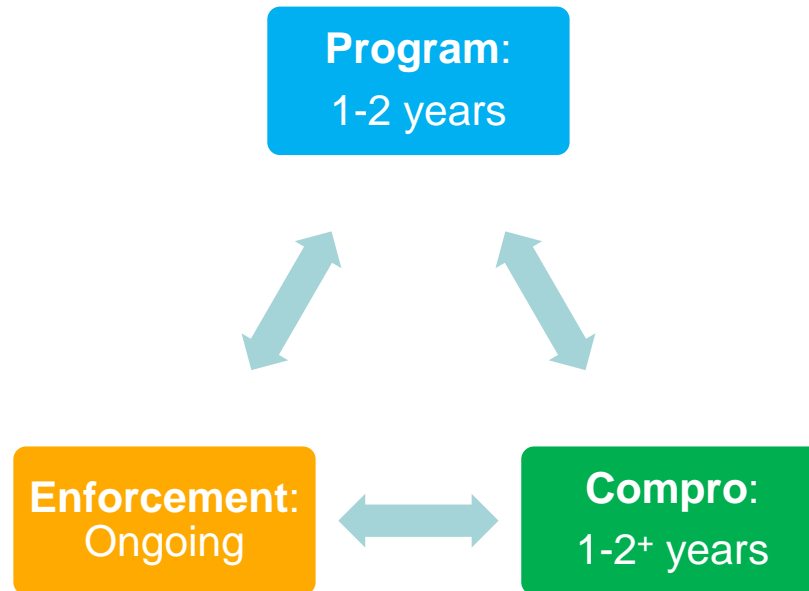 Program:
1-2 years
Enforcement:
Ongoing
Compro:
1-2⁺ years